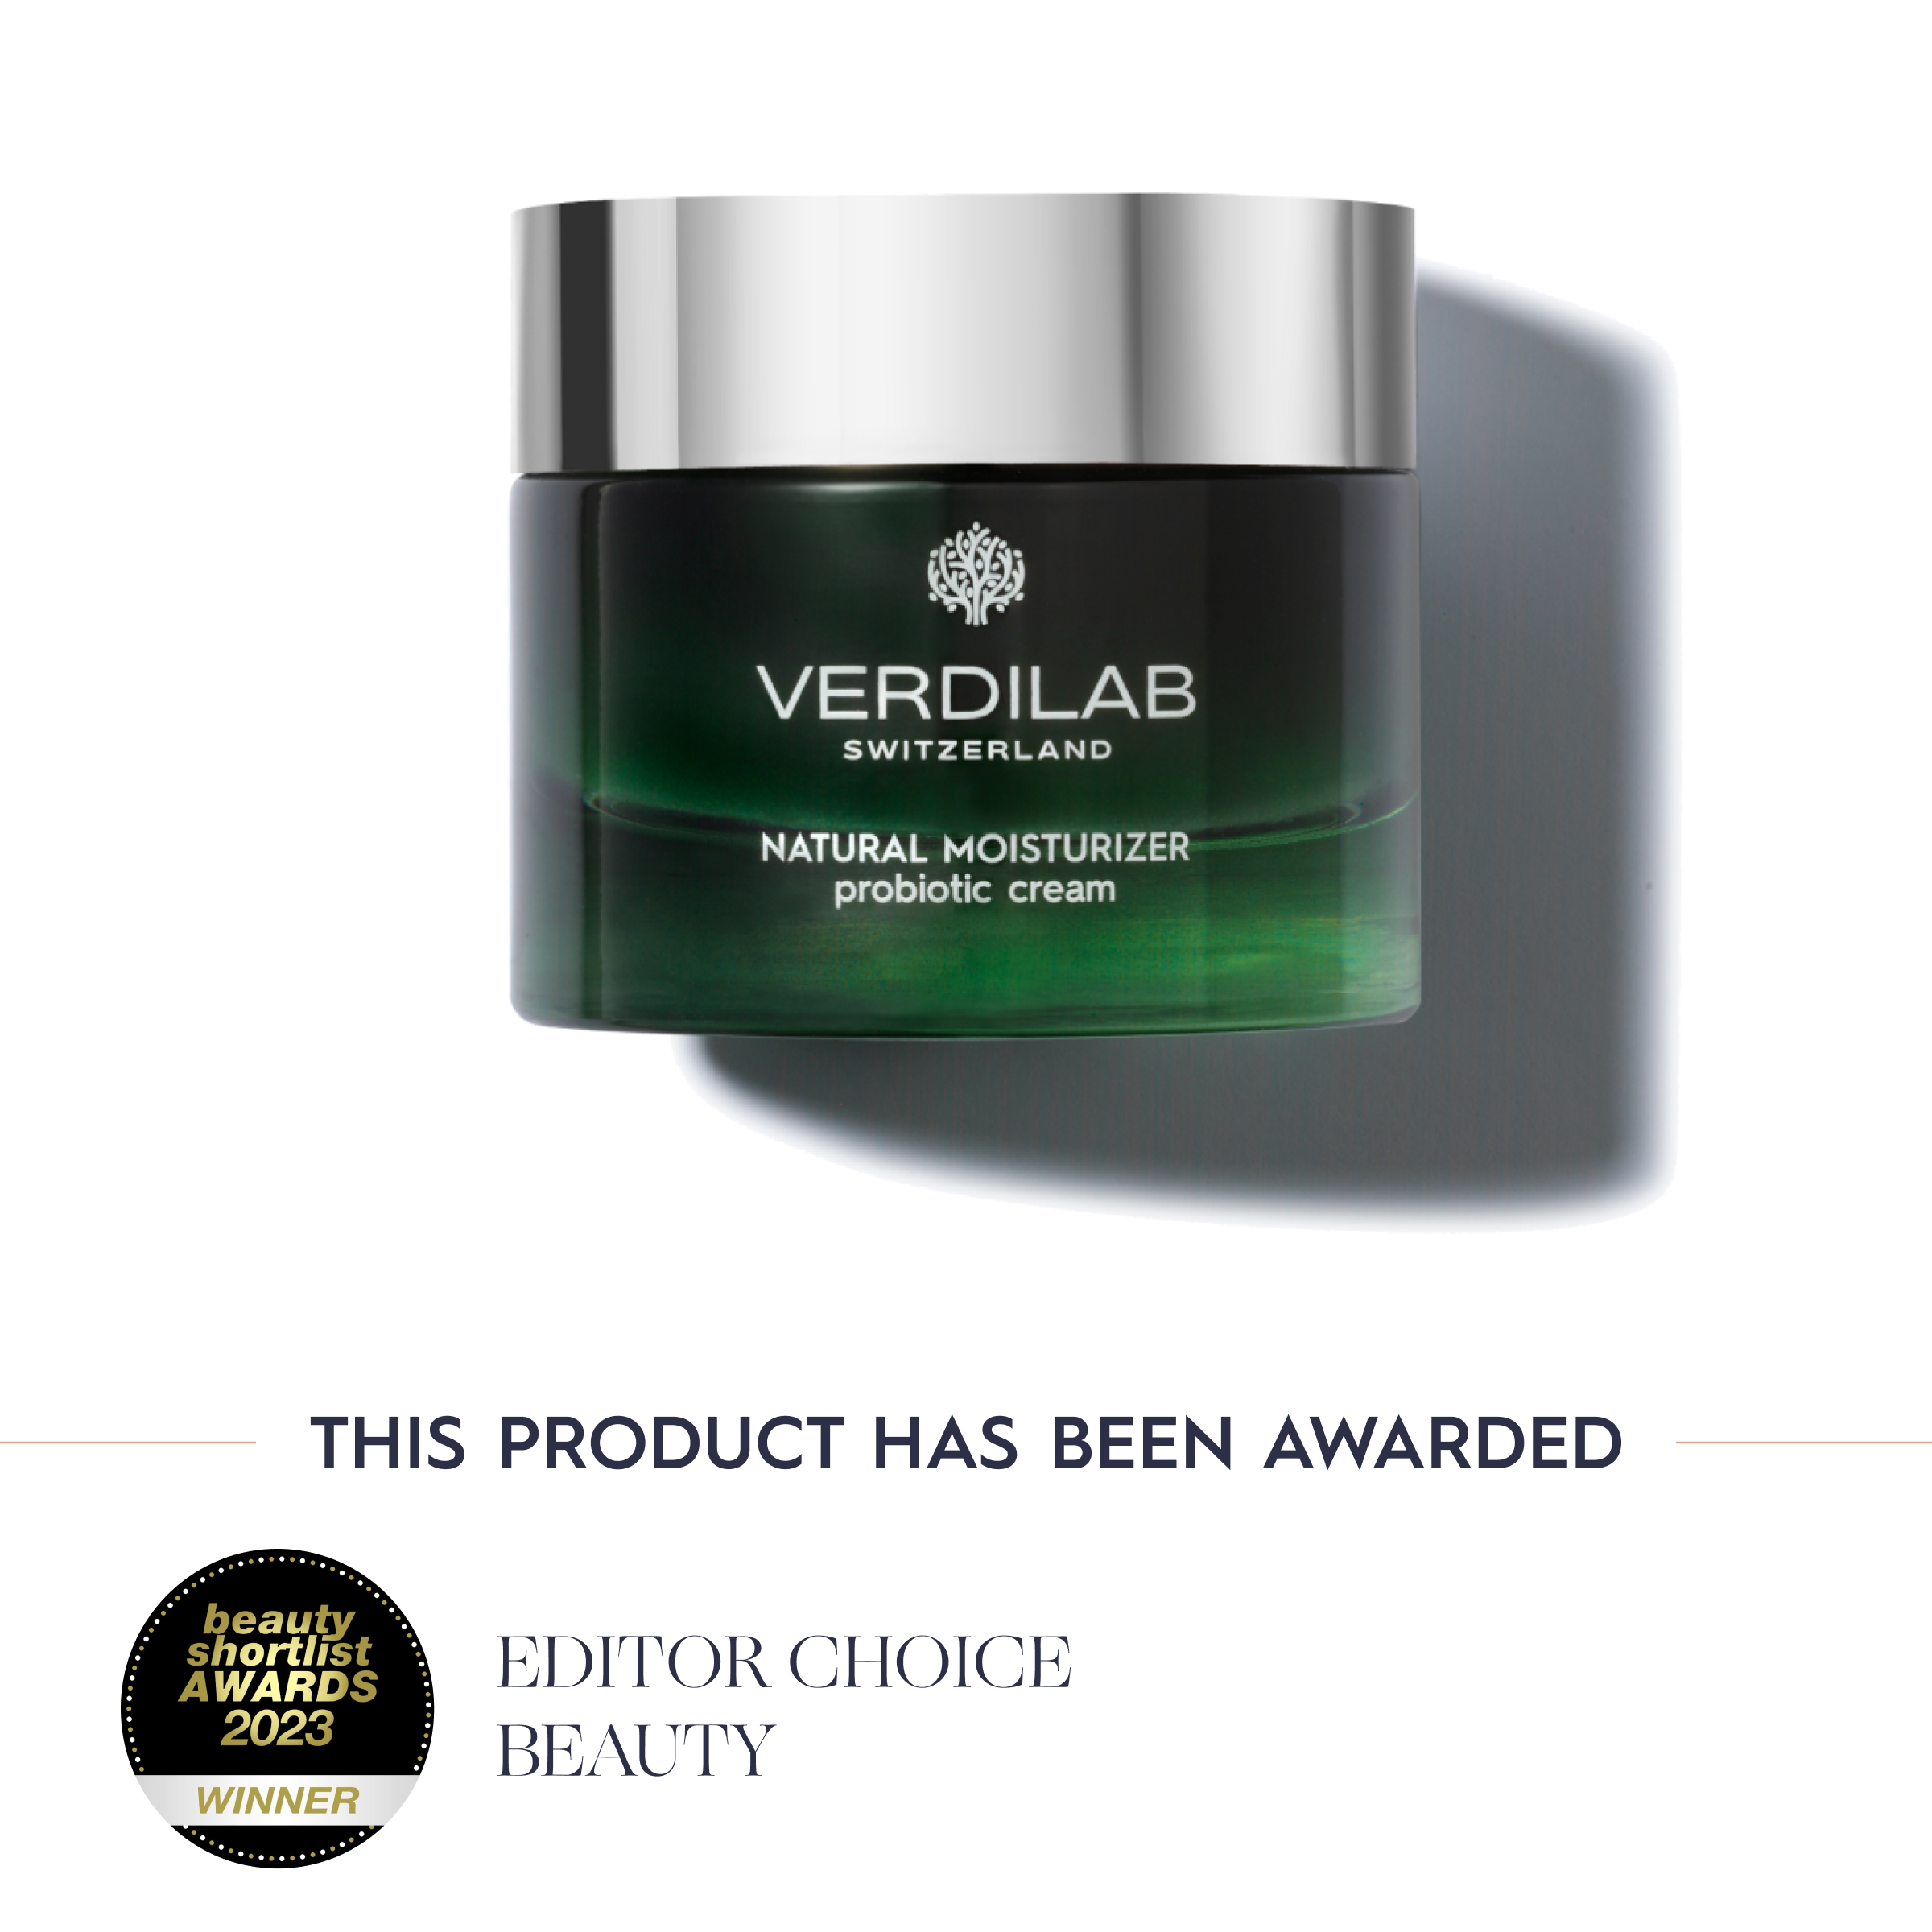 VERDILAB
SWITZERLAND
NATURAL MOISTURIZER
probiotic cream
THIS PRODUCT HAS BEEN AWARDED
beauty
shortlist
AWARDS
2023
WINNER
EDITOR CHOICE
BEAUTY